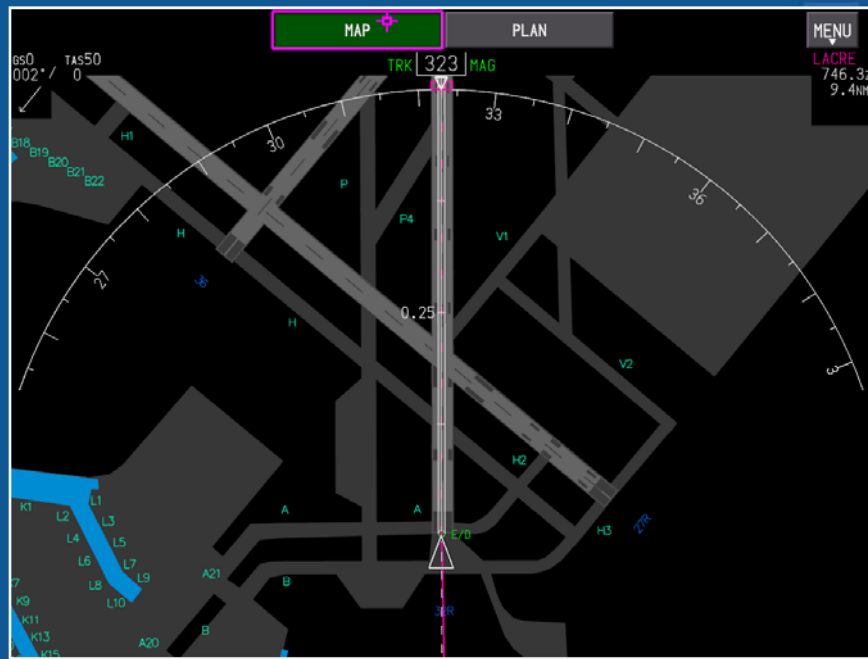 MAP
PLAN
MENU
GS0 TAS50
002°/ 0
TRK 323 MAG
LACRE
746.3z
9.4NM
33
30
36
27
3
H1
B18
B19
B20
B21
B22
P
P4
H
V1
36
0.25
H
V2
H2
K1
L1
L2
L3
L4
L5
L6
L7
L8
L9
L10
A
A
E/D
H3
27R
A21
B
K9
K11
K13
K15
A20
B